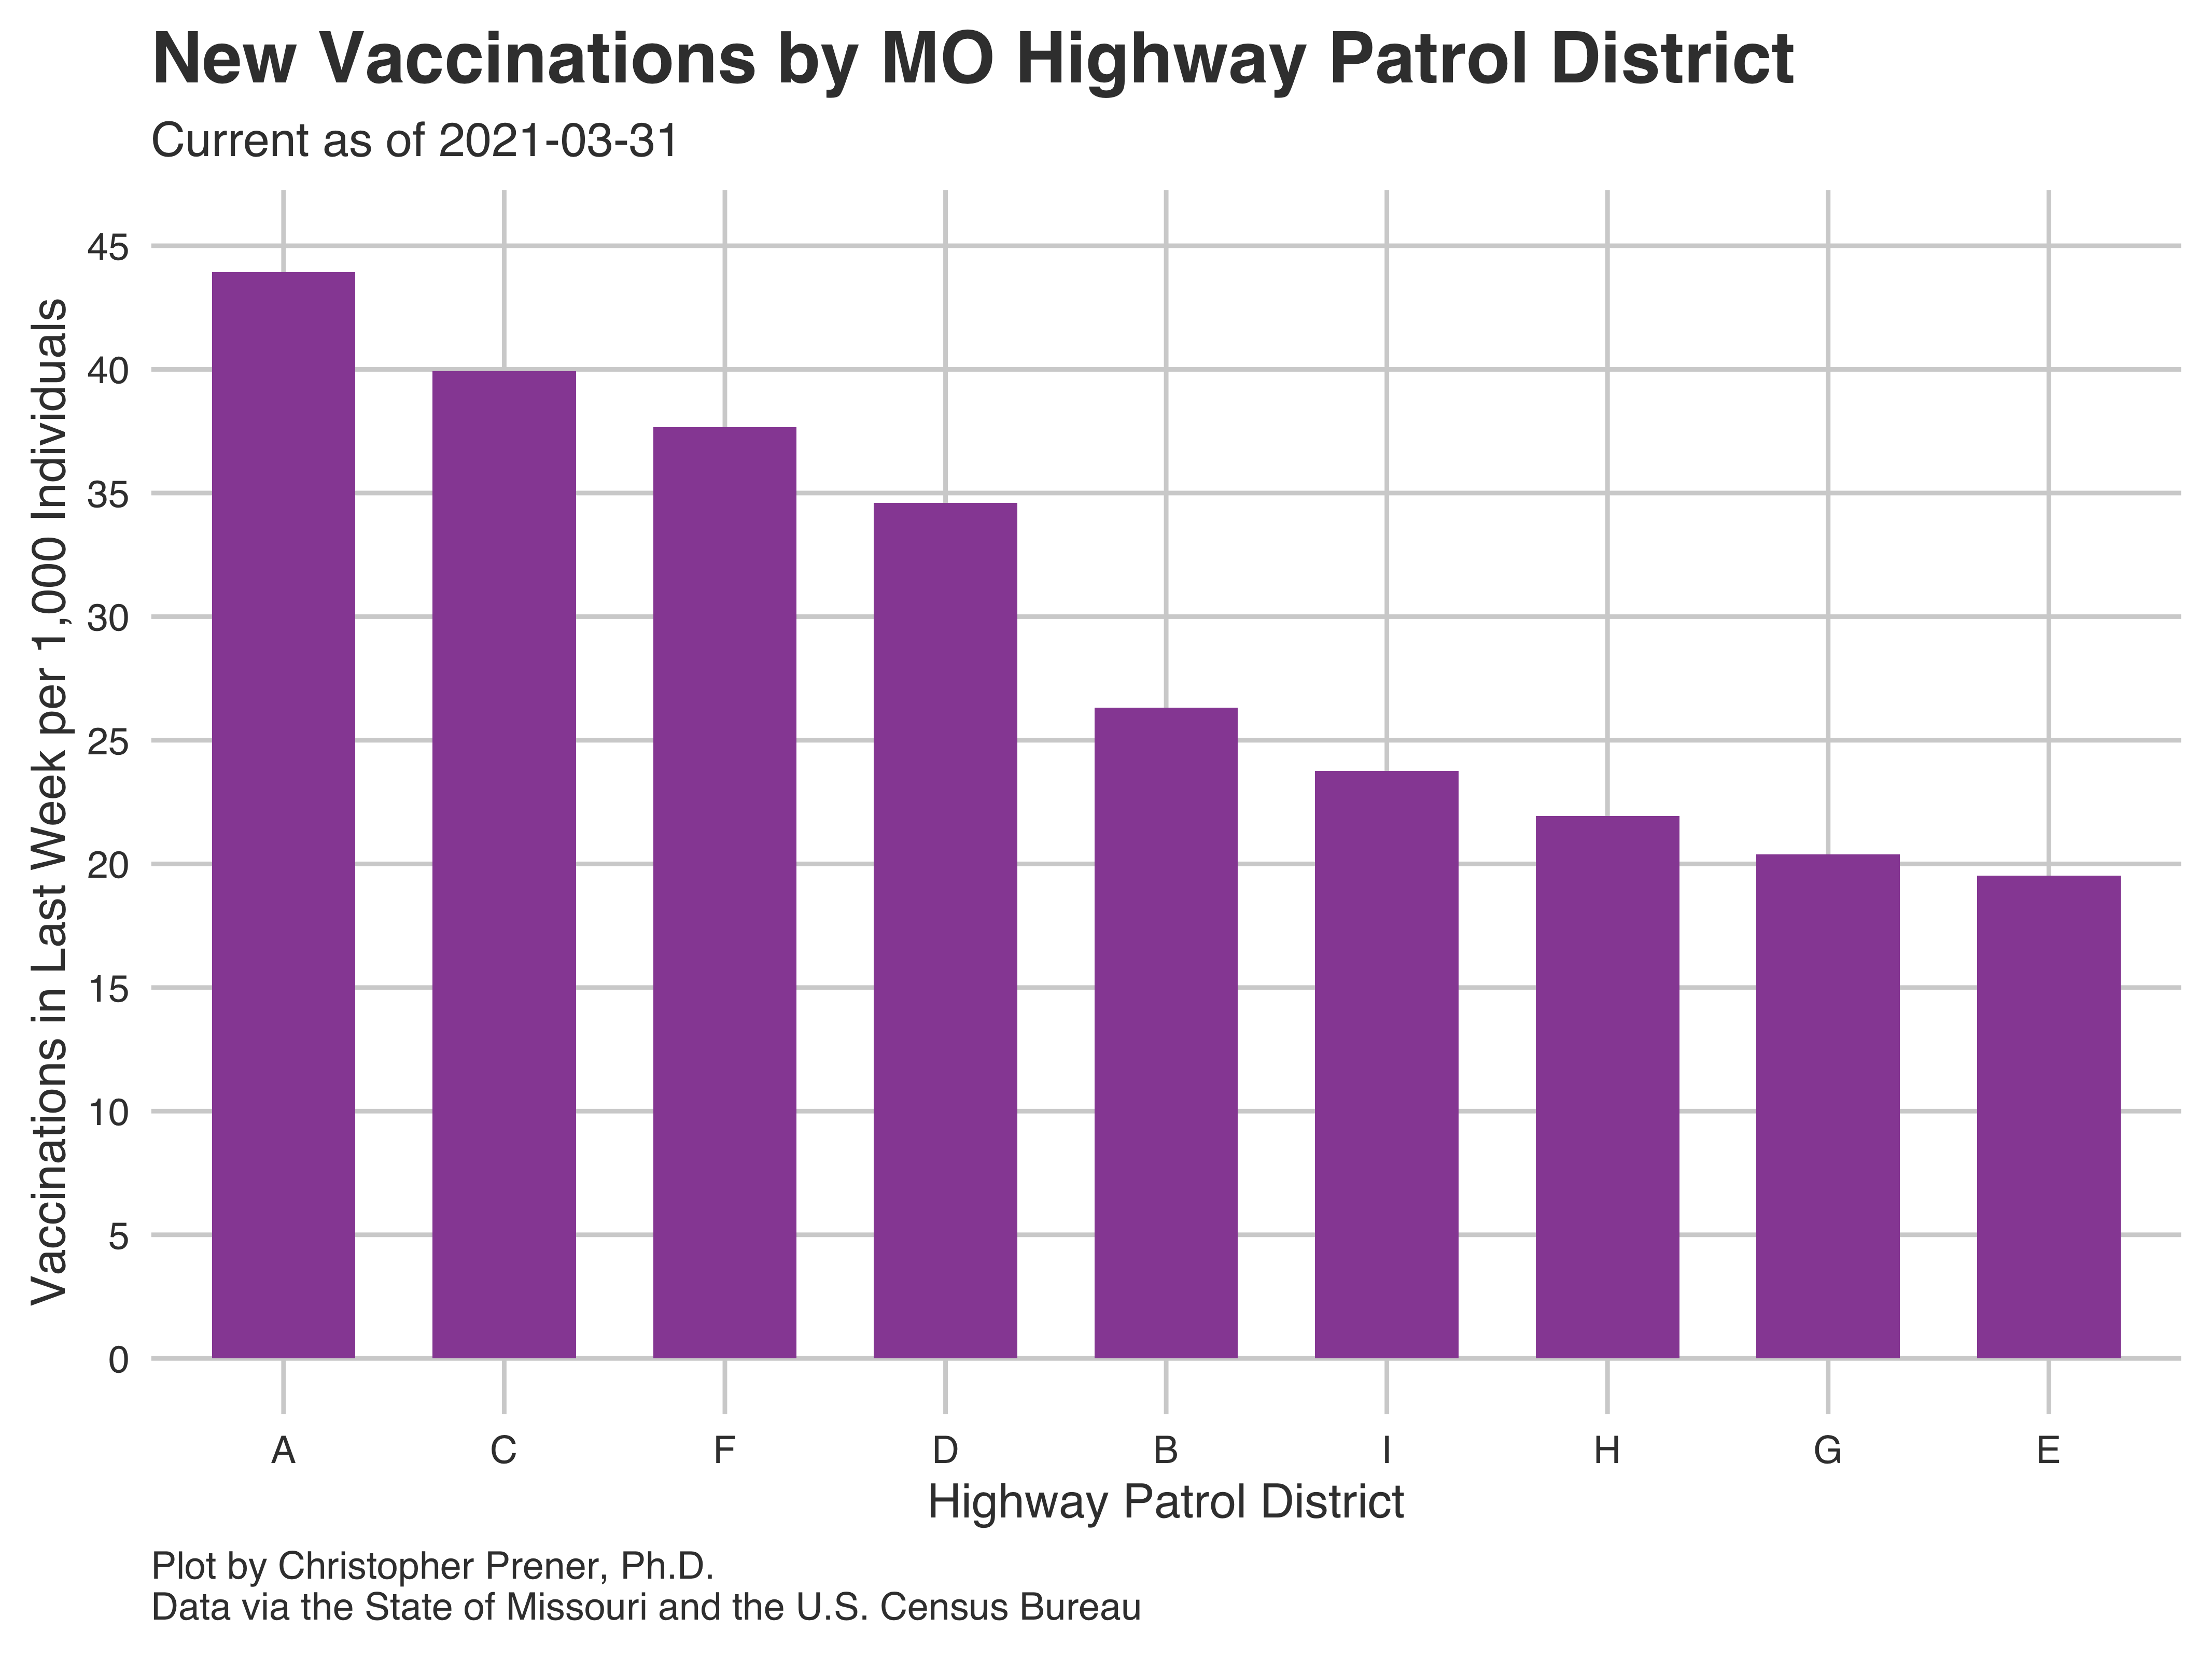 New Vaccinations by MO Highway Patrol District
Current as of 2021-03-31
Vaccinations in Last Week per 1,000 Individuals
45
40
35
30
25
20
15
10
5
0
A C F D B I H G E
Highway Patrol District
Plot by Christopher Prener, Ph.D.
Data via the State of Missouri and the U.S. Census Bureau